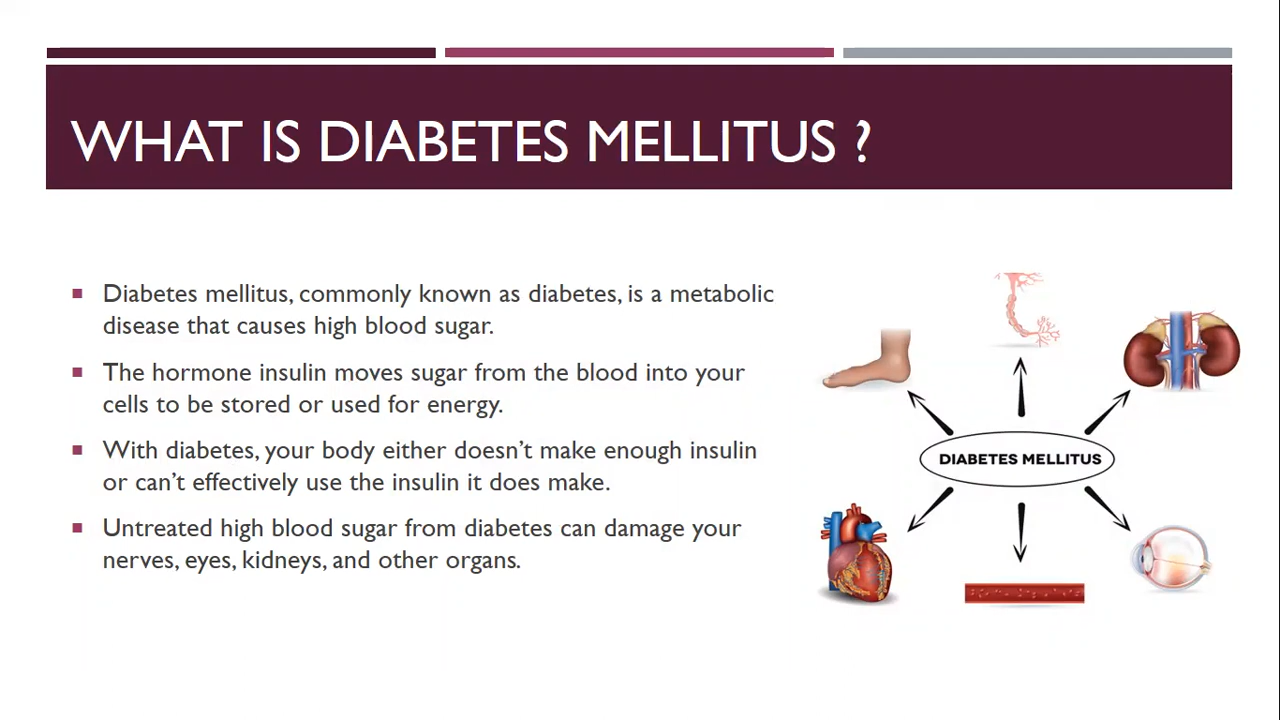 WHAT IS DIABETES MELLITUS ?
Diabetes mellitus, commonly known as diabetes, is a metabolic
disease that causes high blood sugar.
The hormone insulin moves sugar from the blood into your
cells to be stored or used for energy.
With diabetes, your body either doesn’t make enough insulin
or can’t effectively use the insulin it does make.
Untreated high blood sugar from diabetes can damage your
nerves, eyes, kidneys, and other organs.
DIABETES MELLITUS